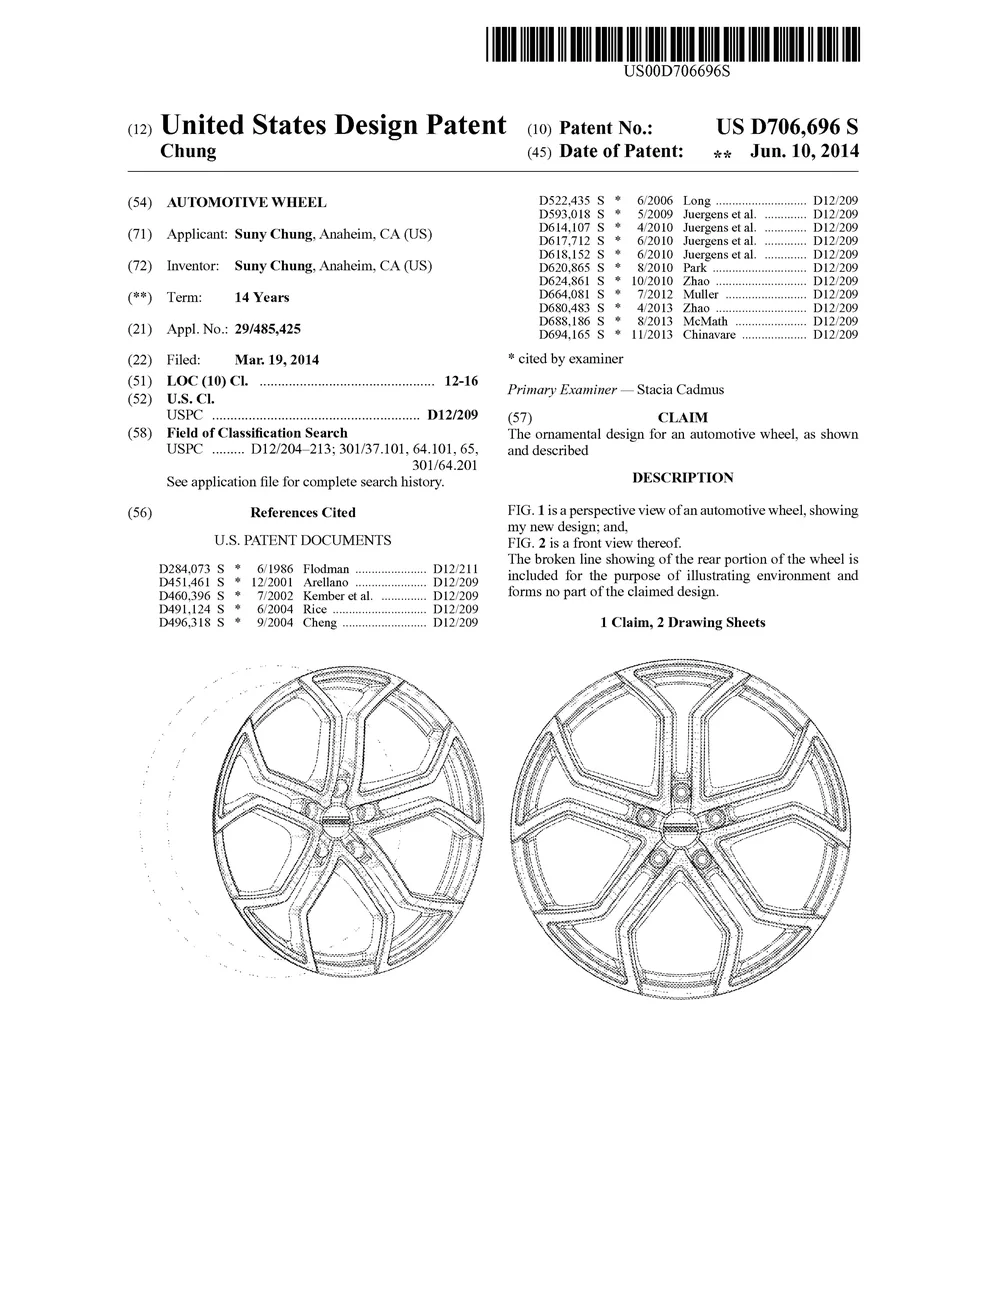 US00D706696S
(12) United States Design Patent
Chung
(10) Patent No.: US D706,696 S
(45) Date of Patent: ** Jun. 10, 2014
(54) AUTOMOTIVE WHEEL
(71) Applicant: Suny Chung, Anaheim, CA (US)
(72) Inventor: Suny Chung, Anaheim, CA (US)
(**) Term: 14 Years
(21) Appl. No.: 29/485,425
(22) Filed: Mar. 19, 2014
(51) LOC (10) Cl. ................................................ 12-16
(52) U.S. Cl.
USPC ......................................................... D12/209
(58) Field of Classification Search
USPC ......... D12/204–213; 301/37.101, 64.101, 65,
301/64.201
See application file for complete search history.
(56) References Cited
U.S. PATENT DOCUMENTS
D284,073 S * 6/1986 Flodman ...................... D12/211
D451,461 S * 12/2001 Arellano ...................... D12/209
D460,396 S * 7/2002 Kember et al. .............. D12/209
D491,124 S * 6/2004 Rice ............................. D12/209
D496,318 S * 9/2004 Cheng .......................... D12/209
D522,435 S * 6/2006 Long ............................ D12/209
D593,018 S * 5/2009 Juergens et al. ............. D12/209
D614,107 S * 4/2010 Juergens et al. ............. D12/209
D617,712 S * 6/2010 Juergens et al. ............. D12/209
D618,152 S * 6/2010 Juergens et al. ............. D12/209
D620,865 S * 8/2010 Park ............................. D12/209
D624,861 S * 10/2010 Zhao ............................ D12/209
D664,081 S * 7/2012 Muller ......................... D12/209
D680,483 S * 4/2013 Zhao ............................ D12/209
D688,186 S * 8/2013 McMath ...................... D12/209
D694,165 S * 11/2013 Chinavare .................... D12/209
* cited by examiner
Primary Examiner — Stacia Cadmus
(57) CLAIM
The ornamental design for an automotive wheel, as shown
and described
DESCRIPTION
FIG. 1 is a perspective view of an automotive wheel, showing
my new design; and,
FIG. 2 is a front view thereof.
The broken line showing of the rear portion of the wheel is
included for the purpose of illustrating environment and
forms no part of the claimed design.
1 Claim, 2 Drawing Sheets